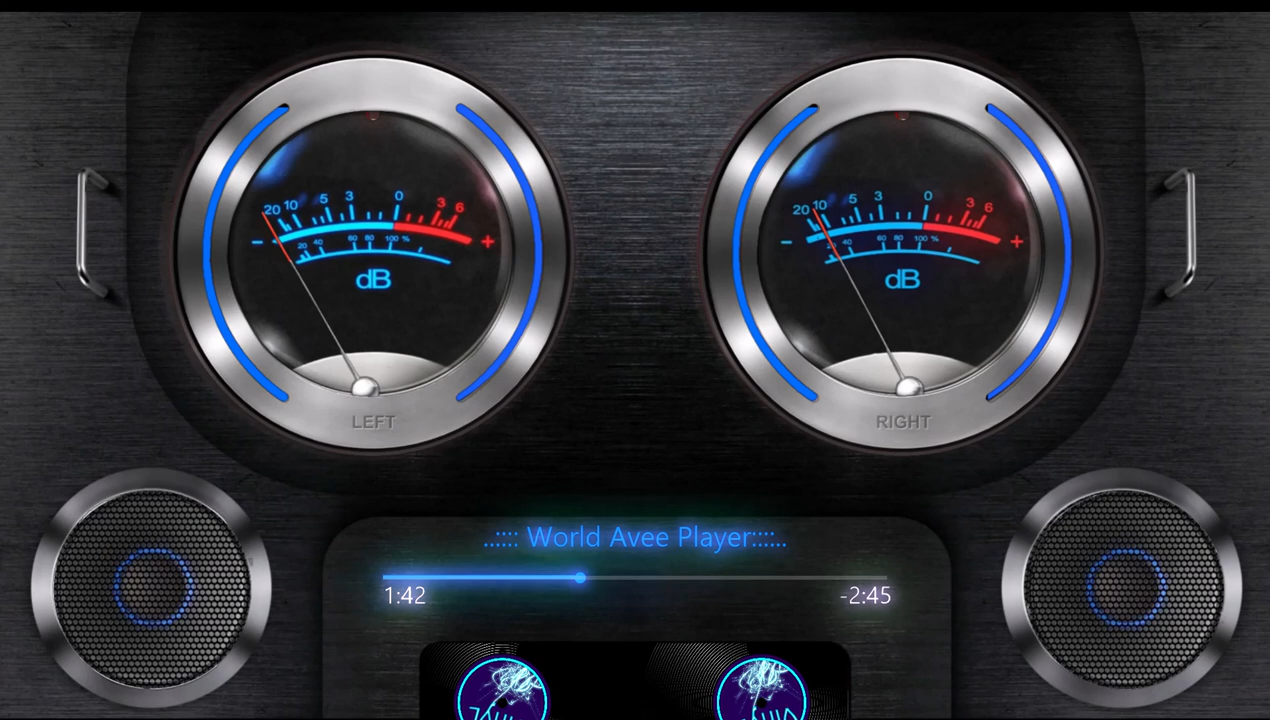 20 10 5 3 0 3 6
- +
20 40 60 80 100 %
dB
LEFT
20 10 5 3 0 3 6
- +
40 60 80 100 %
dB
RIGHT
..:::: World Avee Player::::..
1:42 -2:45